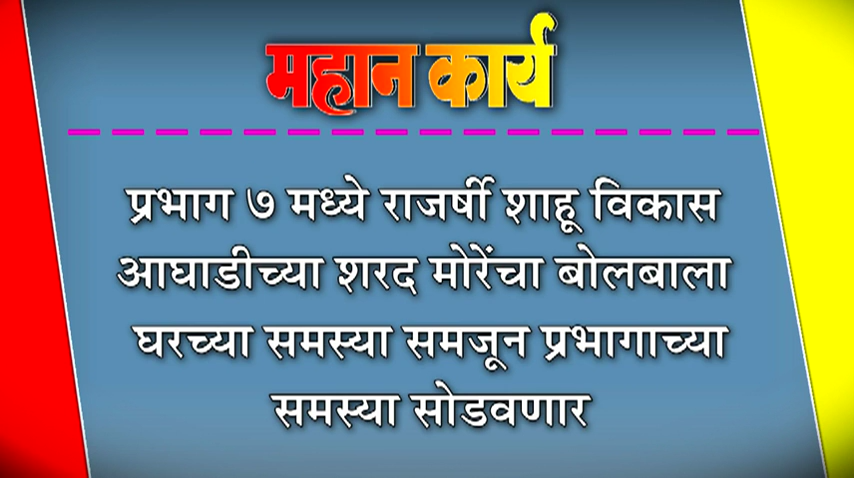 महान कार्य
प्रभाग ७ मध्ये राजर्षी शाहू विकास
आघाडीच्या शरद मोरेंचा बोलबाला
घरच्या समस्या समजून प्रभागाच्या
समस्या सोडवणार